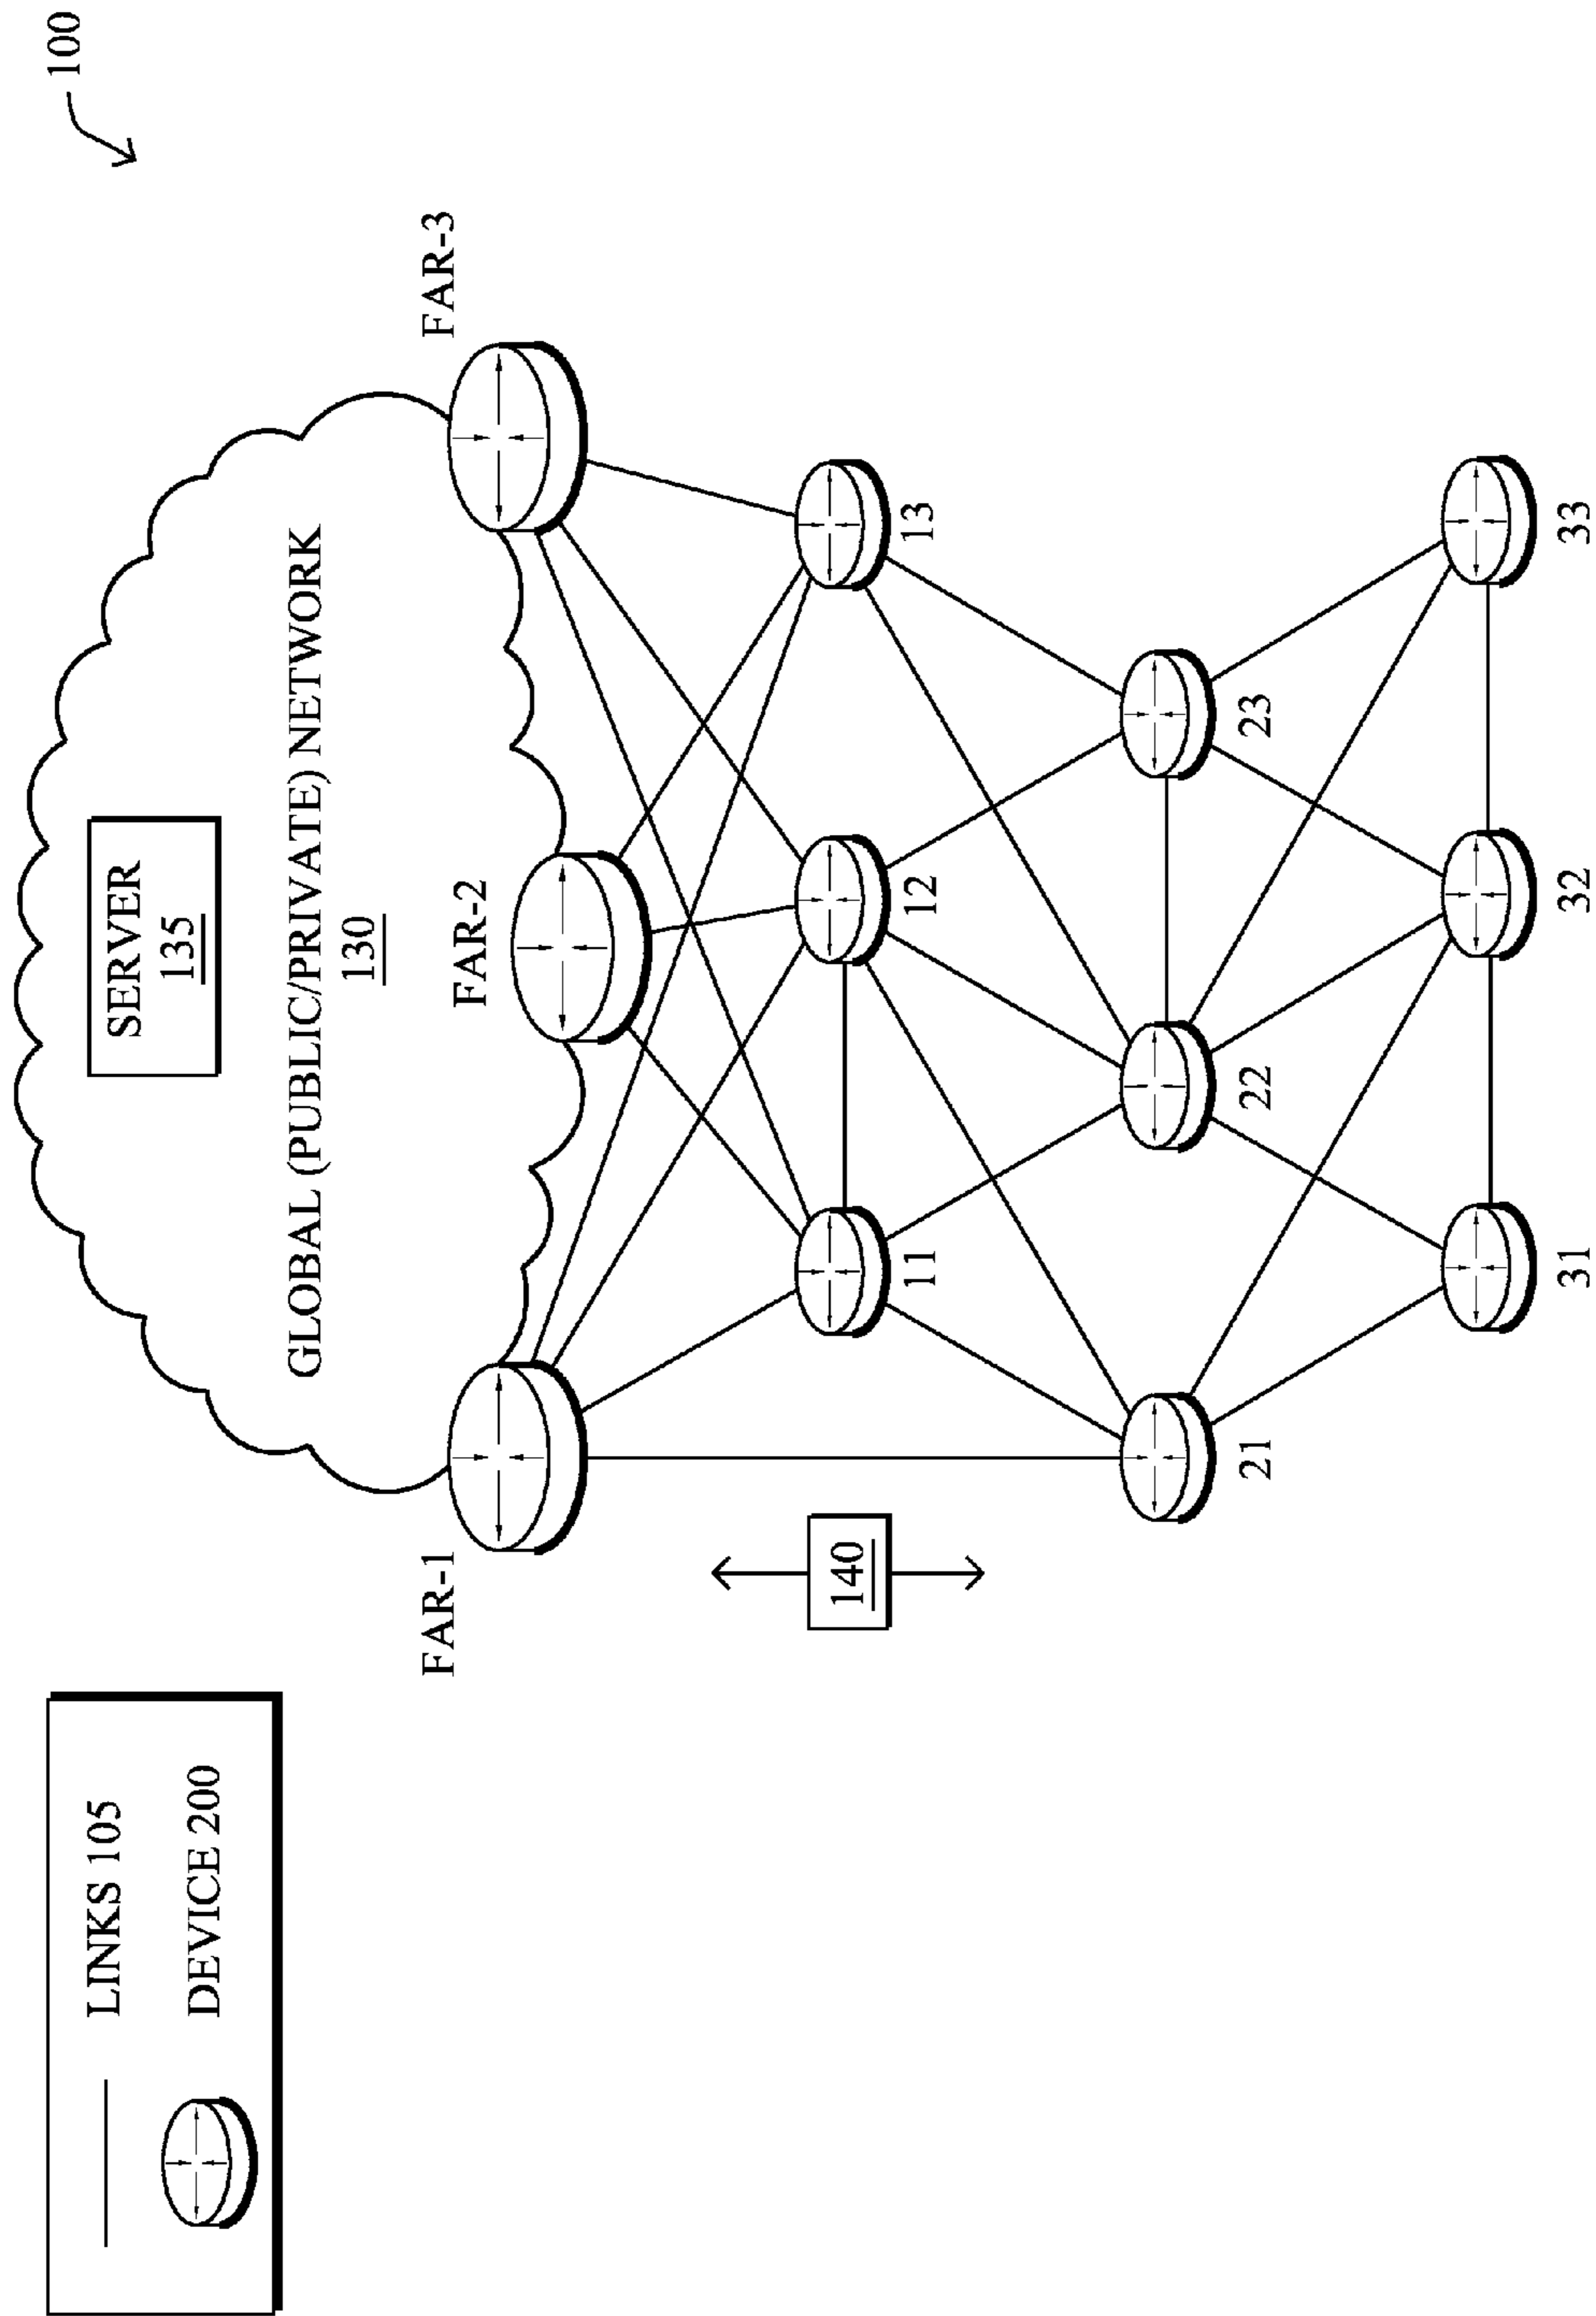 LINKS 105
DEVICE 200
100
SERVER
135
GLOBAL (PUBLIC/PRIVATE) NETWORK
130
FAR-1
FAR-2
FAR-3
140
11
12
13
21
22
23
31
32
33